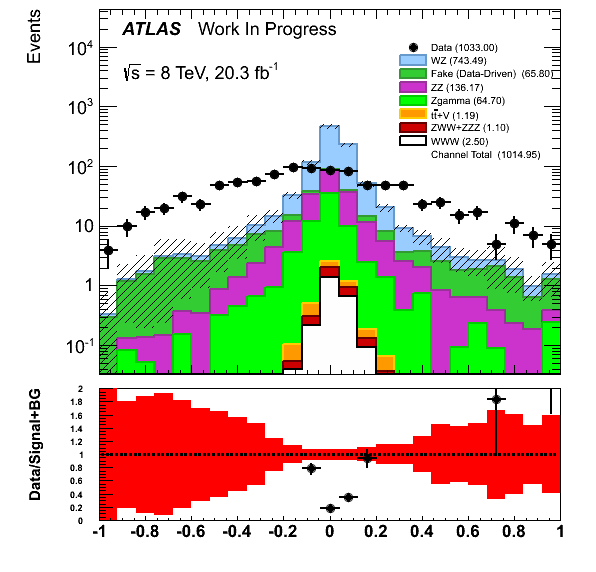 Events
ATLAS Work In Progress
√s = 8 TeV, 20.3 fb⁻¹
Data (1033.00)
WZ (743.49)
Fake (Data-Driven) (65.80)
ZZ (136.17)
Zgamma (64.70)
tt̄+V (1.19)
ZWW+ZZZ (1.10)
WWW (2.50)
Channel Total (1014.95)
10⁴
10³
10²
10
1
10⁻¹
Data/Signal+BG
2
1.8
1.6
1.4
1.2
1
0.8
0.6
0.4
0.2
0
-1 -0.8 -0.6 -0.4 -0.2 0 0.2 0.4 0.6 0.8 1